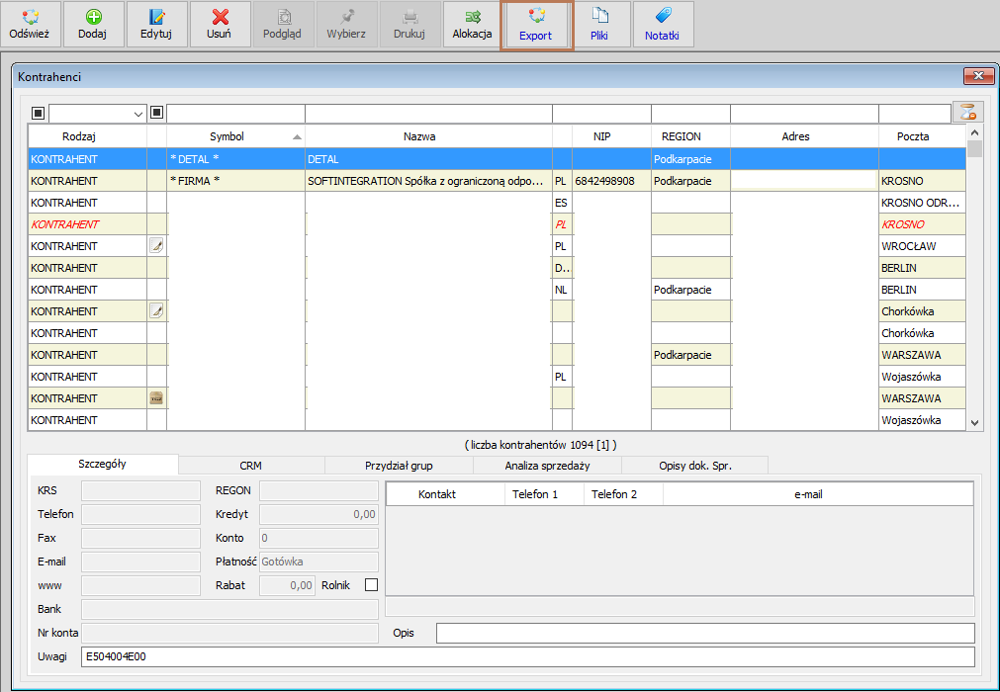 Odśwież Dodaj Edytuj Usuń Podgląd Wybierz Drukuj Alokacja Export Pliki Notatki
Kontrahenci
Rodzaj Symbol Nazwa NIP REGION Adres Poczta
KONTRAHENT * DETAL * DETAL Podkarpacie
KONTRAHENT * FIRMA * SOFTINTEGRATION Spółka z ograniczoną odpo... PL 6842498908 Podkarpacie KROSNO
KONTRAHENT ES KROSNO ODR...
KONTRAHENT PL KROSNO
KONTRAHENT PL WROCŁAW
KONTRAHENT D... BERLIN
KONTRAHENT NL Podkarpacie BERLIN
KONTRAHENT Chorkówka
KONTRAHENT Chorkówka
KONTRAHENT Podkarpacie WARSZAWA
KONTRAHENT PL Wojaszówka
KONTRAHENT WARSZAWA
KONTRAHENT Wojaszówka
( liczba kontrahentów 1094 [1] )
Szczegóły CRM Przydział grup Analiza sprzedaży Opisy dok. Spr.
KRS REGON Kontakt Telefon 1 Telefon 2 e-mail
Telefon Kredyt 0,00
Fax Konto 0
E-mail Płatność Gotówka
www Rabat 0,00 Rolnik
Bank
Nr konta Opis
Uwagi E504004E00